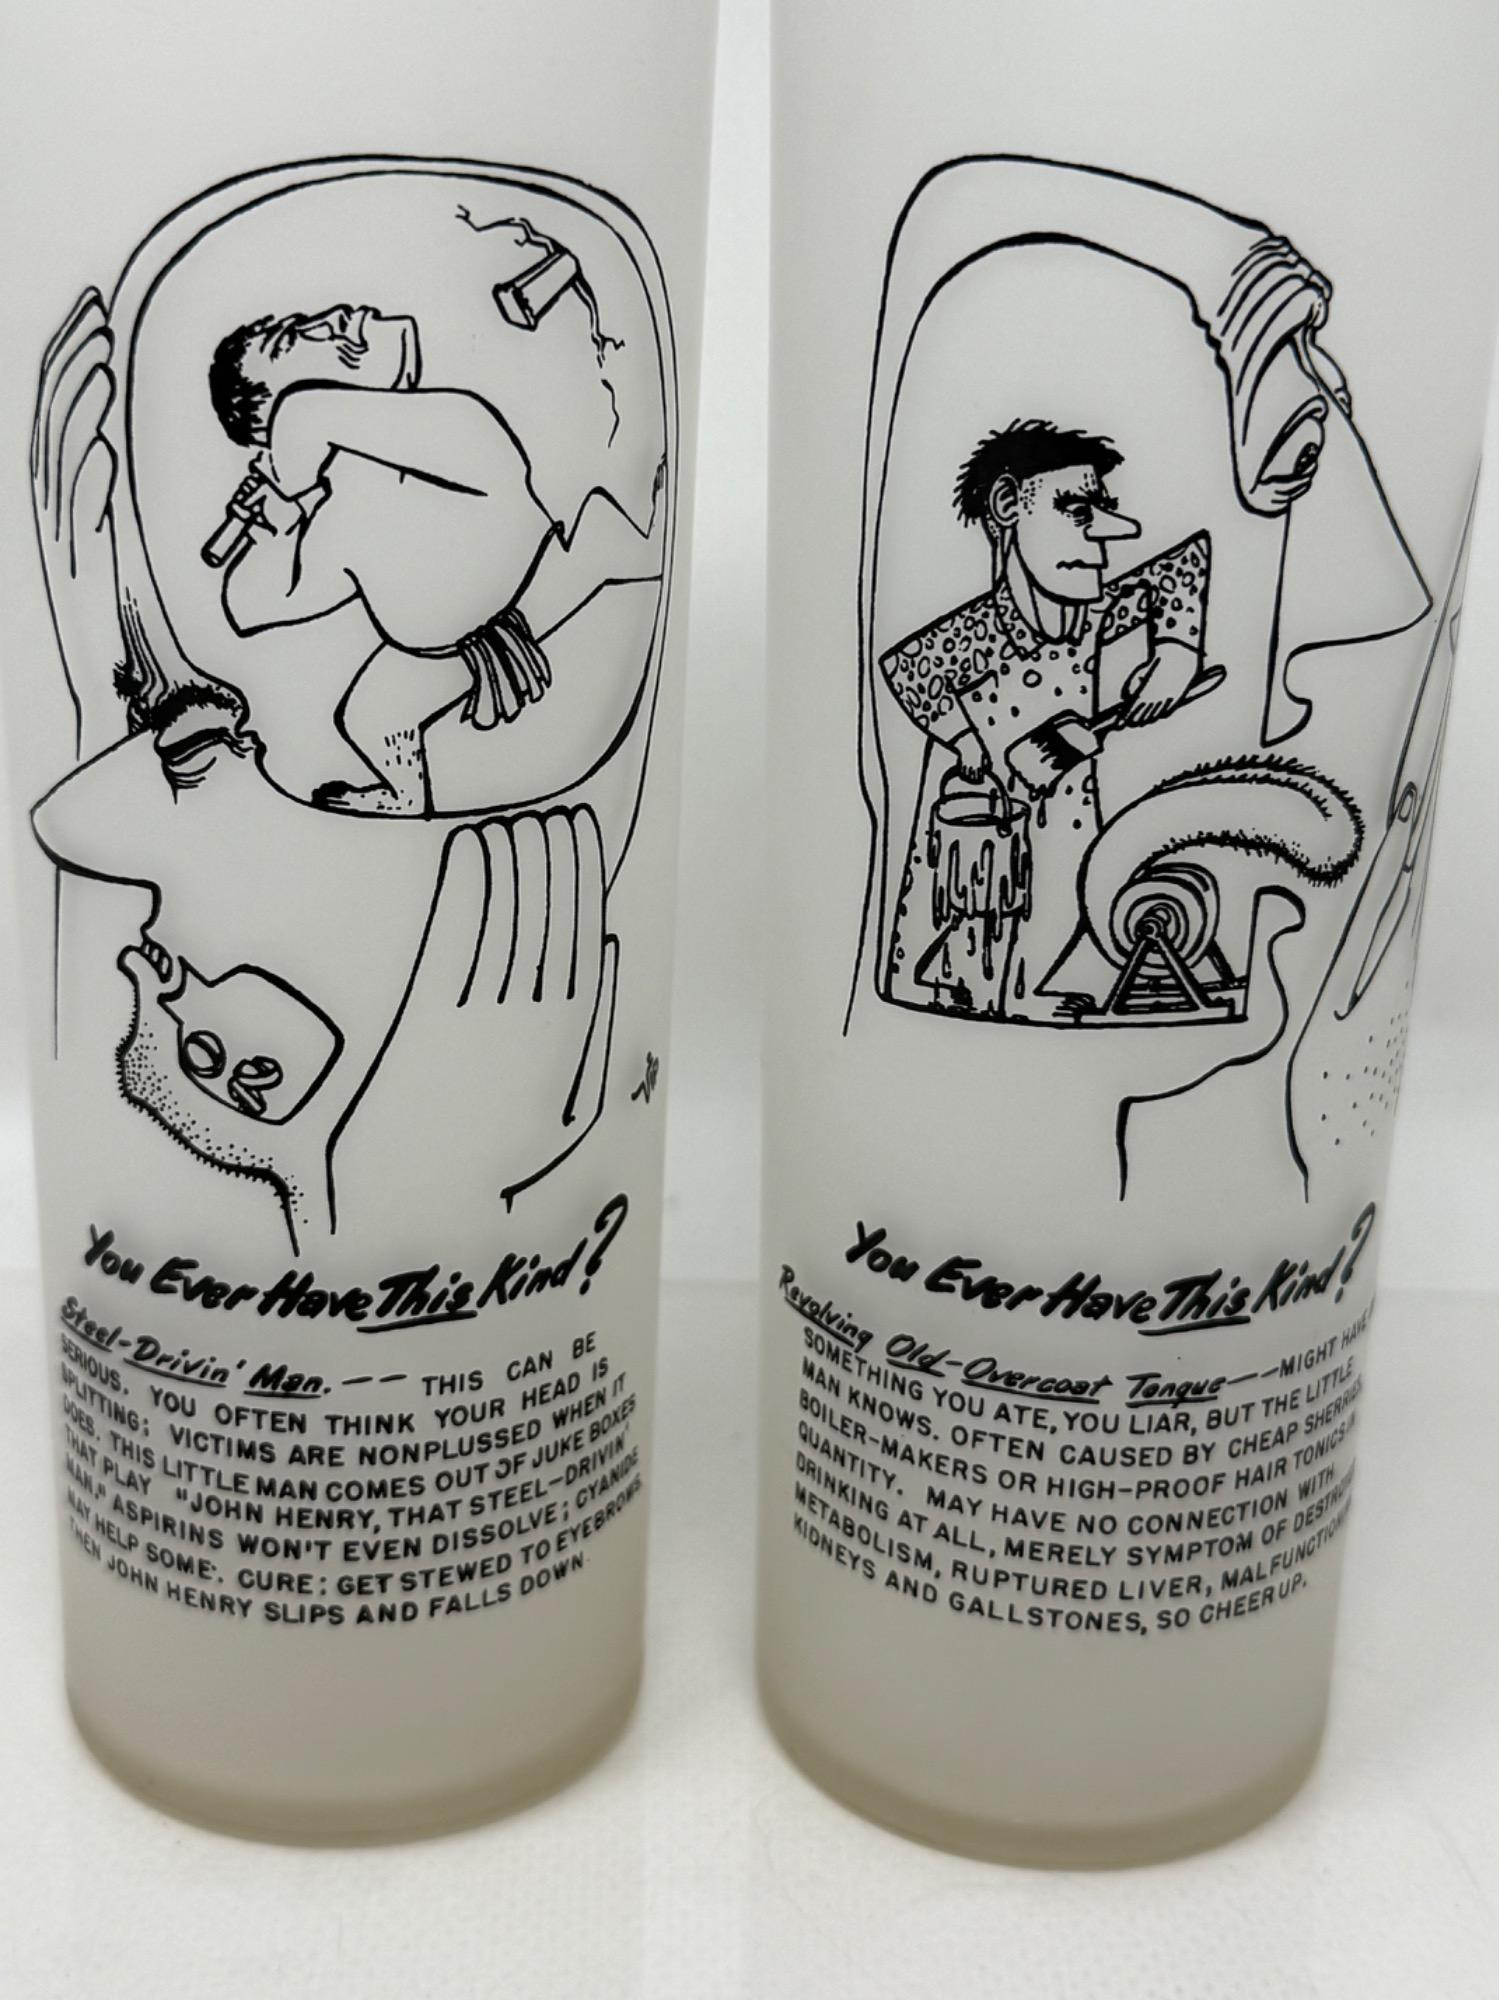 Vip
You Ever Have This Kind?
Steel-Drivin' Man. -- THIS CAN BE
SERIOUS. YOU OFTEN THINK YOUR HEAD IS
SPLITTING; VICTIMS ARE NONPLUSSED WHEN IT
DOES. THIS LITTLE MAN COMES OUT OF JUKE BOXES
THAT PLAY "JOHN HENRY, THAT STEEL-DRIVIN'
MAN," ASPIRINS WON'T EVEN DISSOLVE; CYANIDE
MAY HELP SOME. CURE: GET STEWED TO EYEBROWS.
THEN JOHN HENRY SLIPS AND FALLS DOWN.
You Ever Have This Kind?
Revolving Old-Overcoat Tongue--MIGHT HAVE
SOMETHING YOU ATE, YOU LIAR, BUT THE LITTLE
MAN KNOWS. OFTEN CAUSED BY CHEAP SHERRIES,
BOILER-MAKERS OR HIGH-PROOF HAIR TONICS IN
QUANTITY. MAY HAVE NO CONNECTION WITH
DRINKING AT ALL, MERELY SYMPTOM OF
METABOLISM, RUPTURED LIVER,
KIDNEYS AND GALLSTONES, SO CHEER UP.